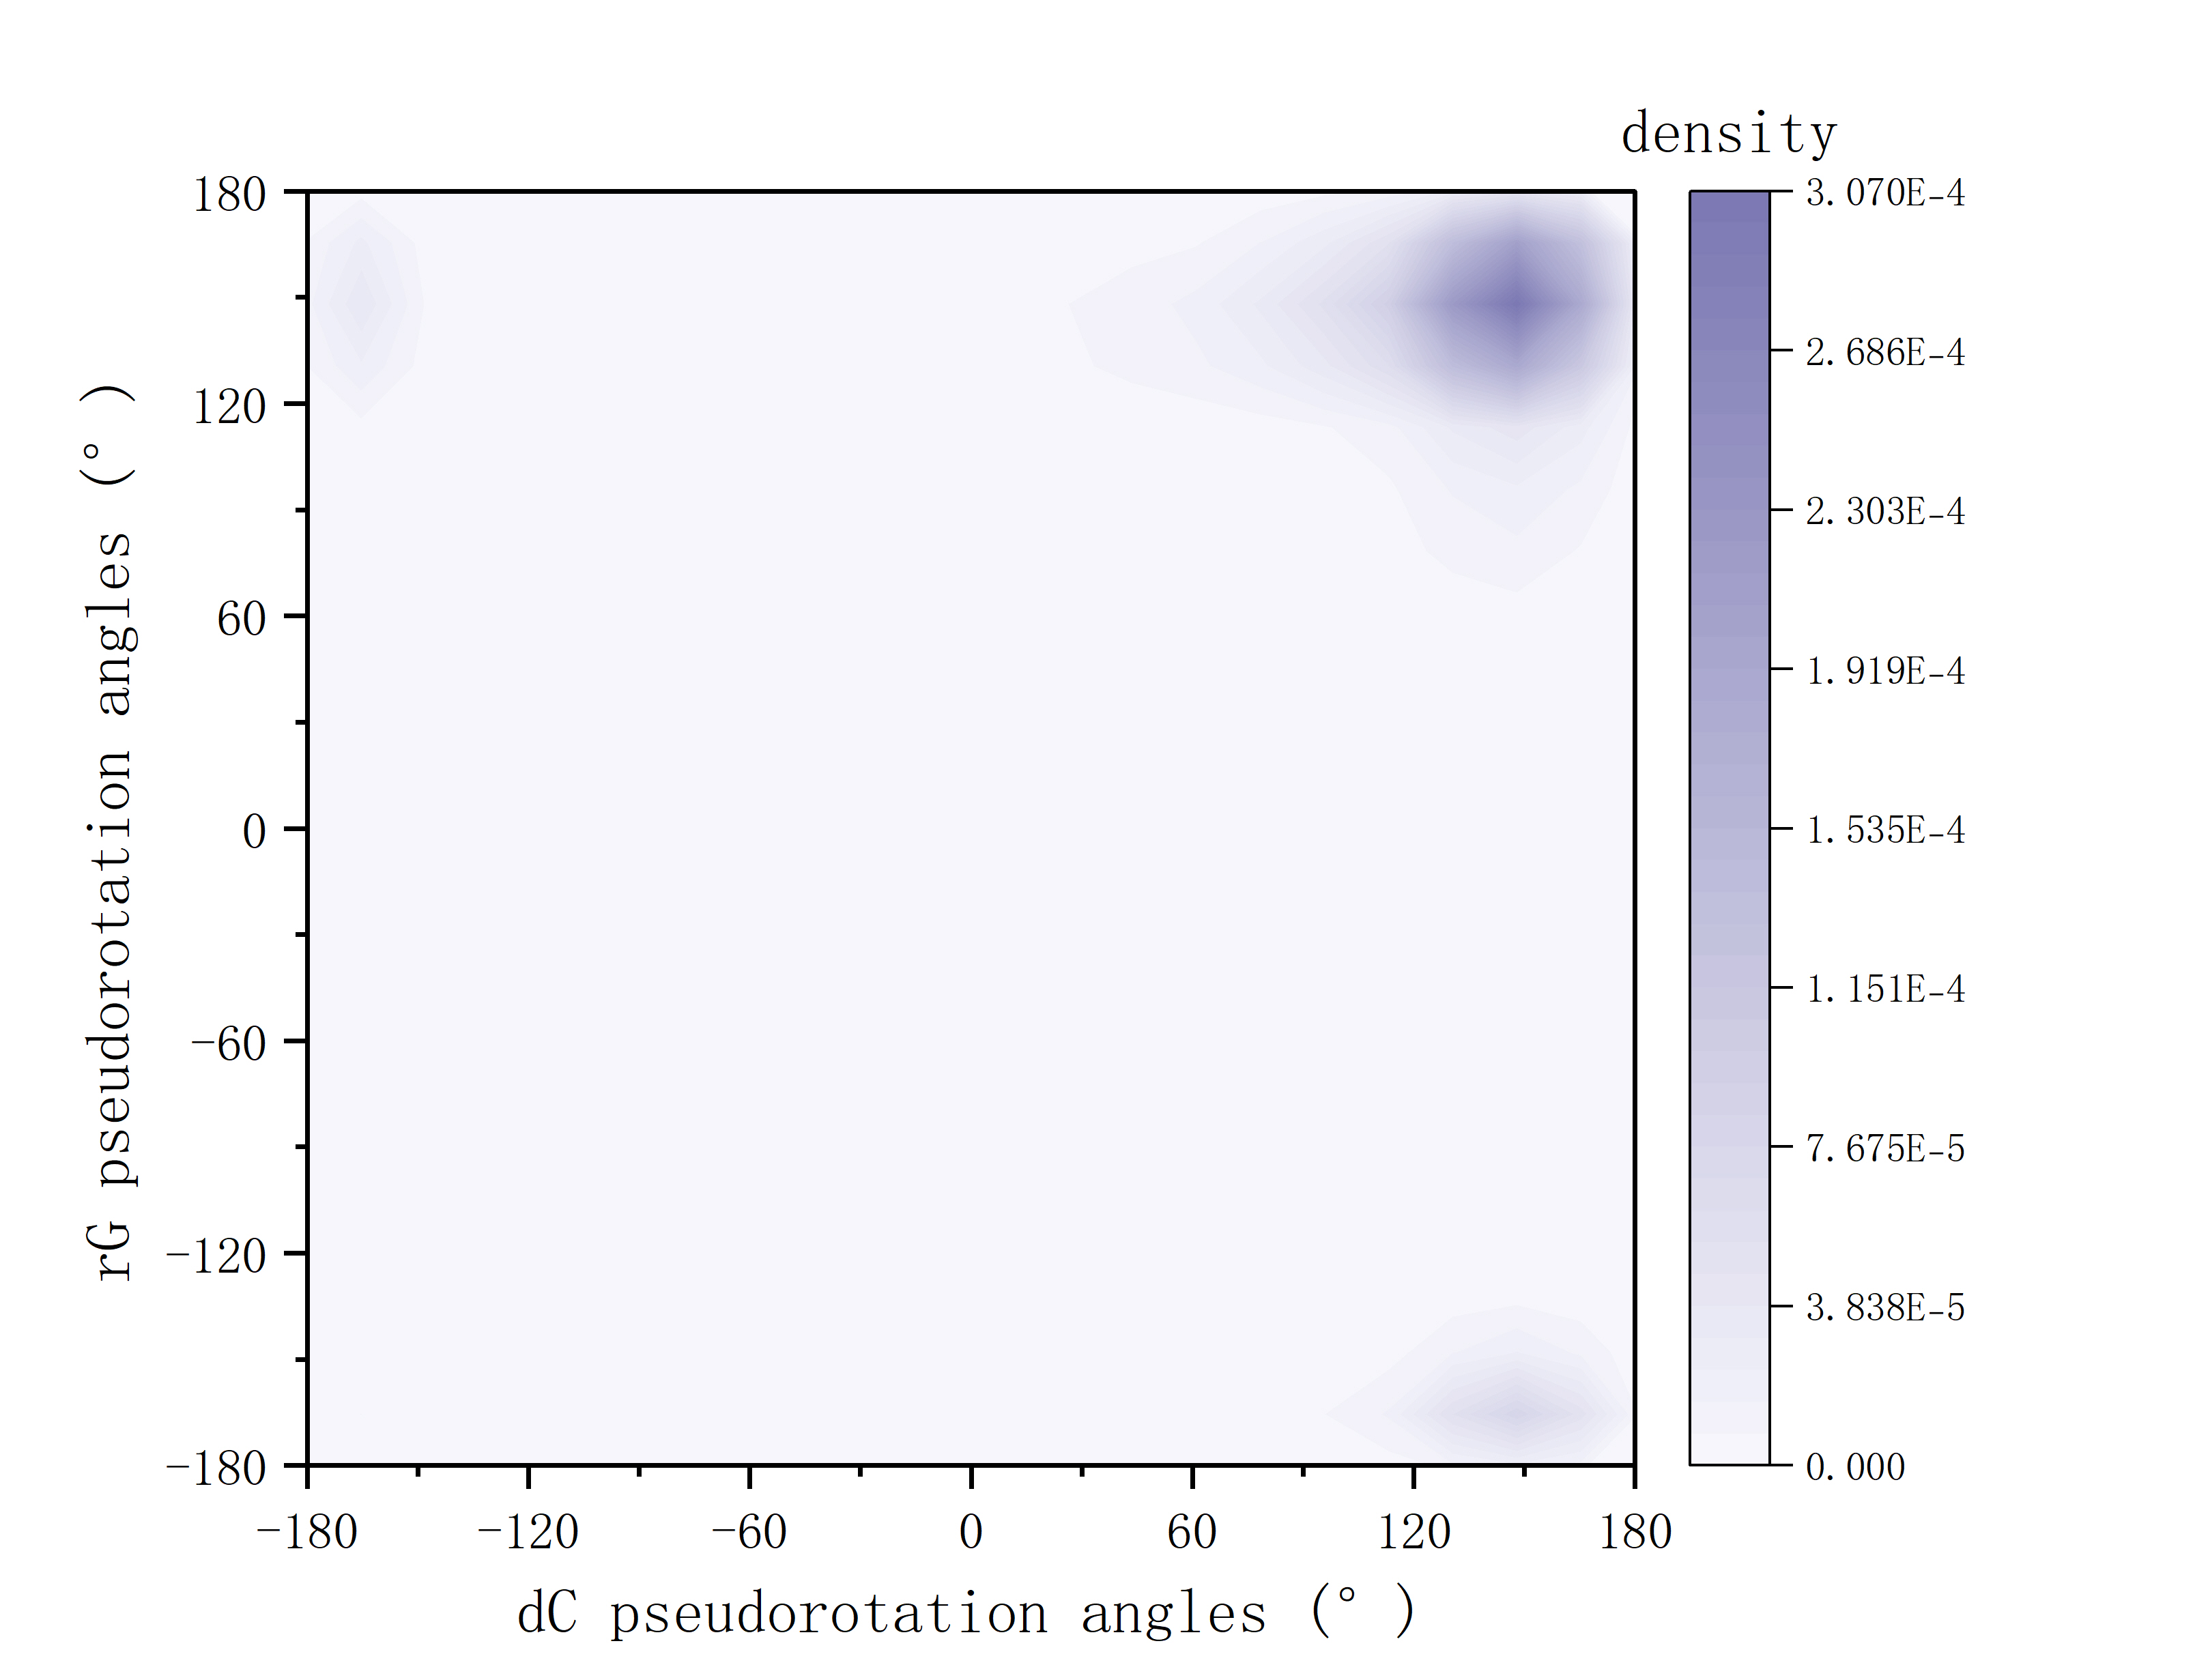 density
180
120
60
0
-60
-120
-180
rG pseudorotation angles (° )
-180
-120
-60
0
60
120
180
dC pseudorotation angles (° )
3.070E-4
2.686E-4
2.303E-4
1.919E-4
1.535E-4
1.151E-4
7.675E-5
3.838E-5
0.000